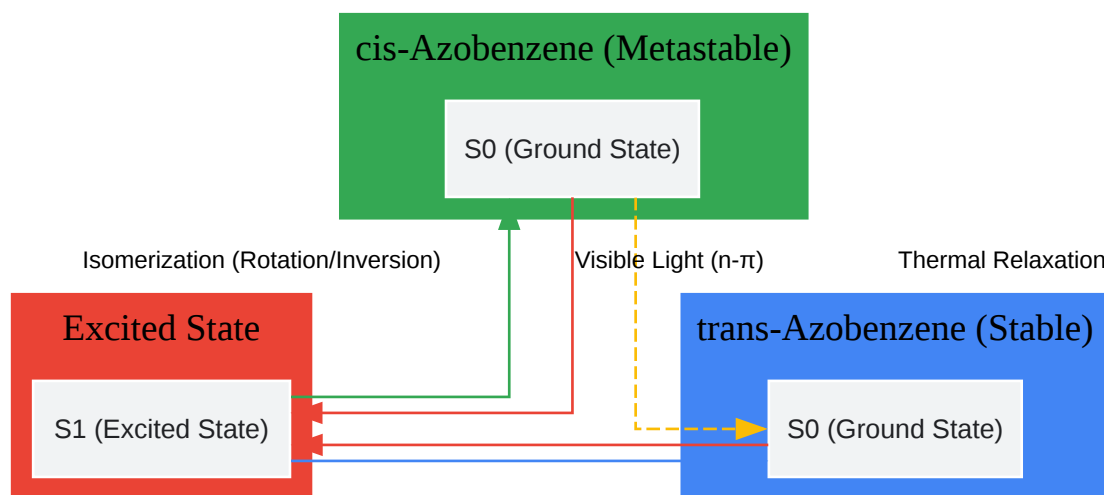 cis-Azobenzene (Metastable)
S0 (Ground State)
Isomerization (Rotation/Inversion)
Visible Light (n-π)
Thermal Relaxation
Excited State
trans-Azobenzene (Stable)
S1 (Excited State)
S0 (Ground State)